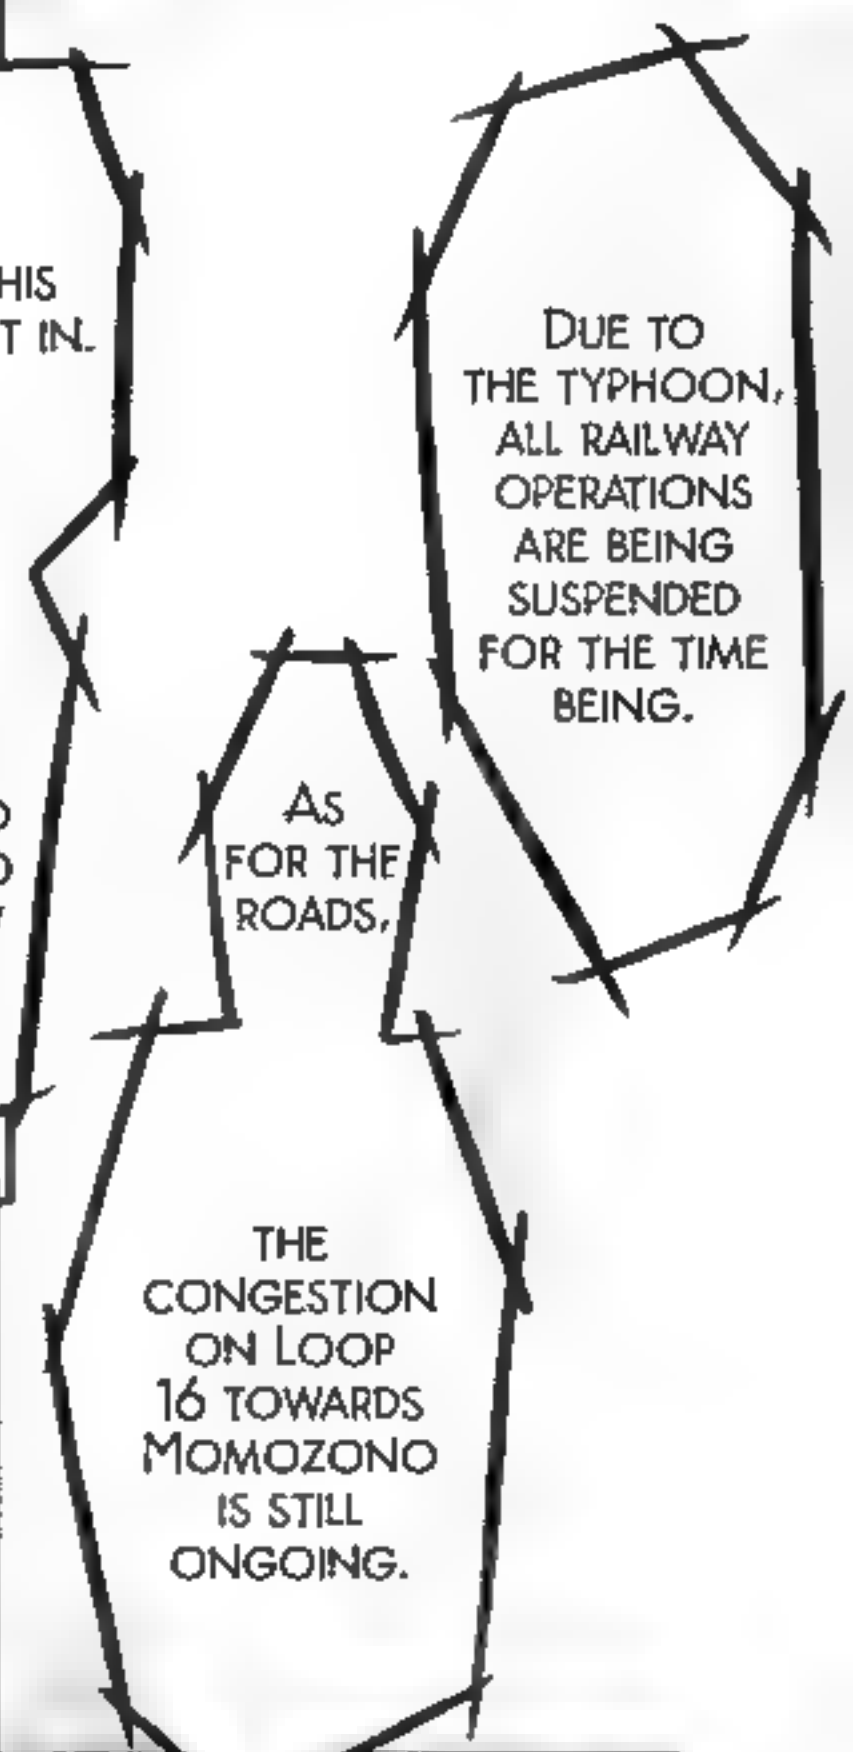 DUE TO
THE TYPHOON,
ALL RAILWAY
OPERATIONS
ARE BEING
SUSPENDED
FOR THE TIME
BEING.
AS
FOR THE
ROADS,
THE
CONGESTION
ON LOOP
16 TOWARDS
MOMOZONO
IS STILL
ONGOING.
IN.